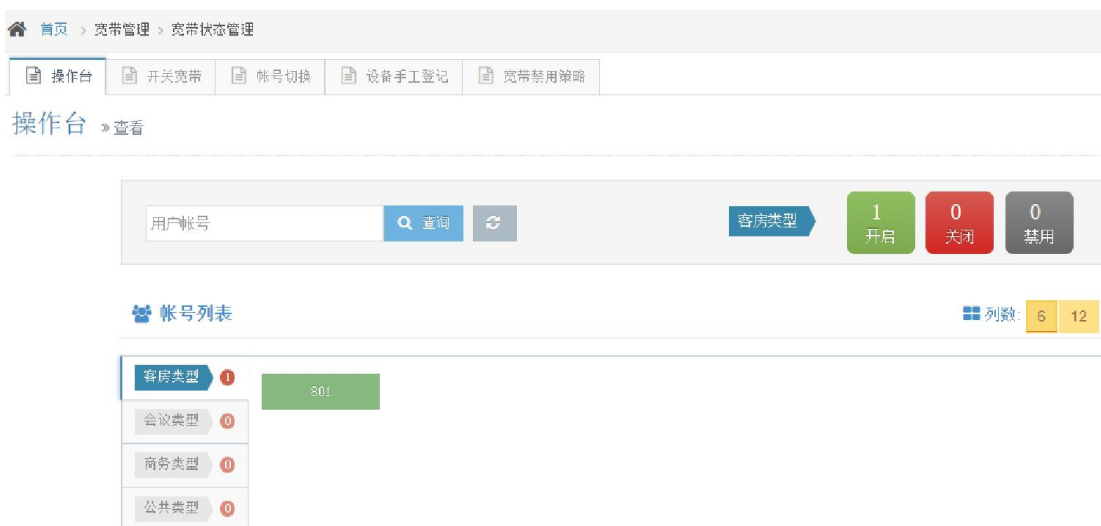 首页 > 宽带管理 > 宽带状态管理
操作台 开关宽带 帐号切换 设备手工登记 宽带禁用策略
操作台 » 查看
用户帐号 查询 客房类型 1 开启 0 关闭 0 禁用
帐号列表 列数: 6 12
客房类型 1 801
会议类型 0
商务类型 0
公共类型 0